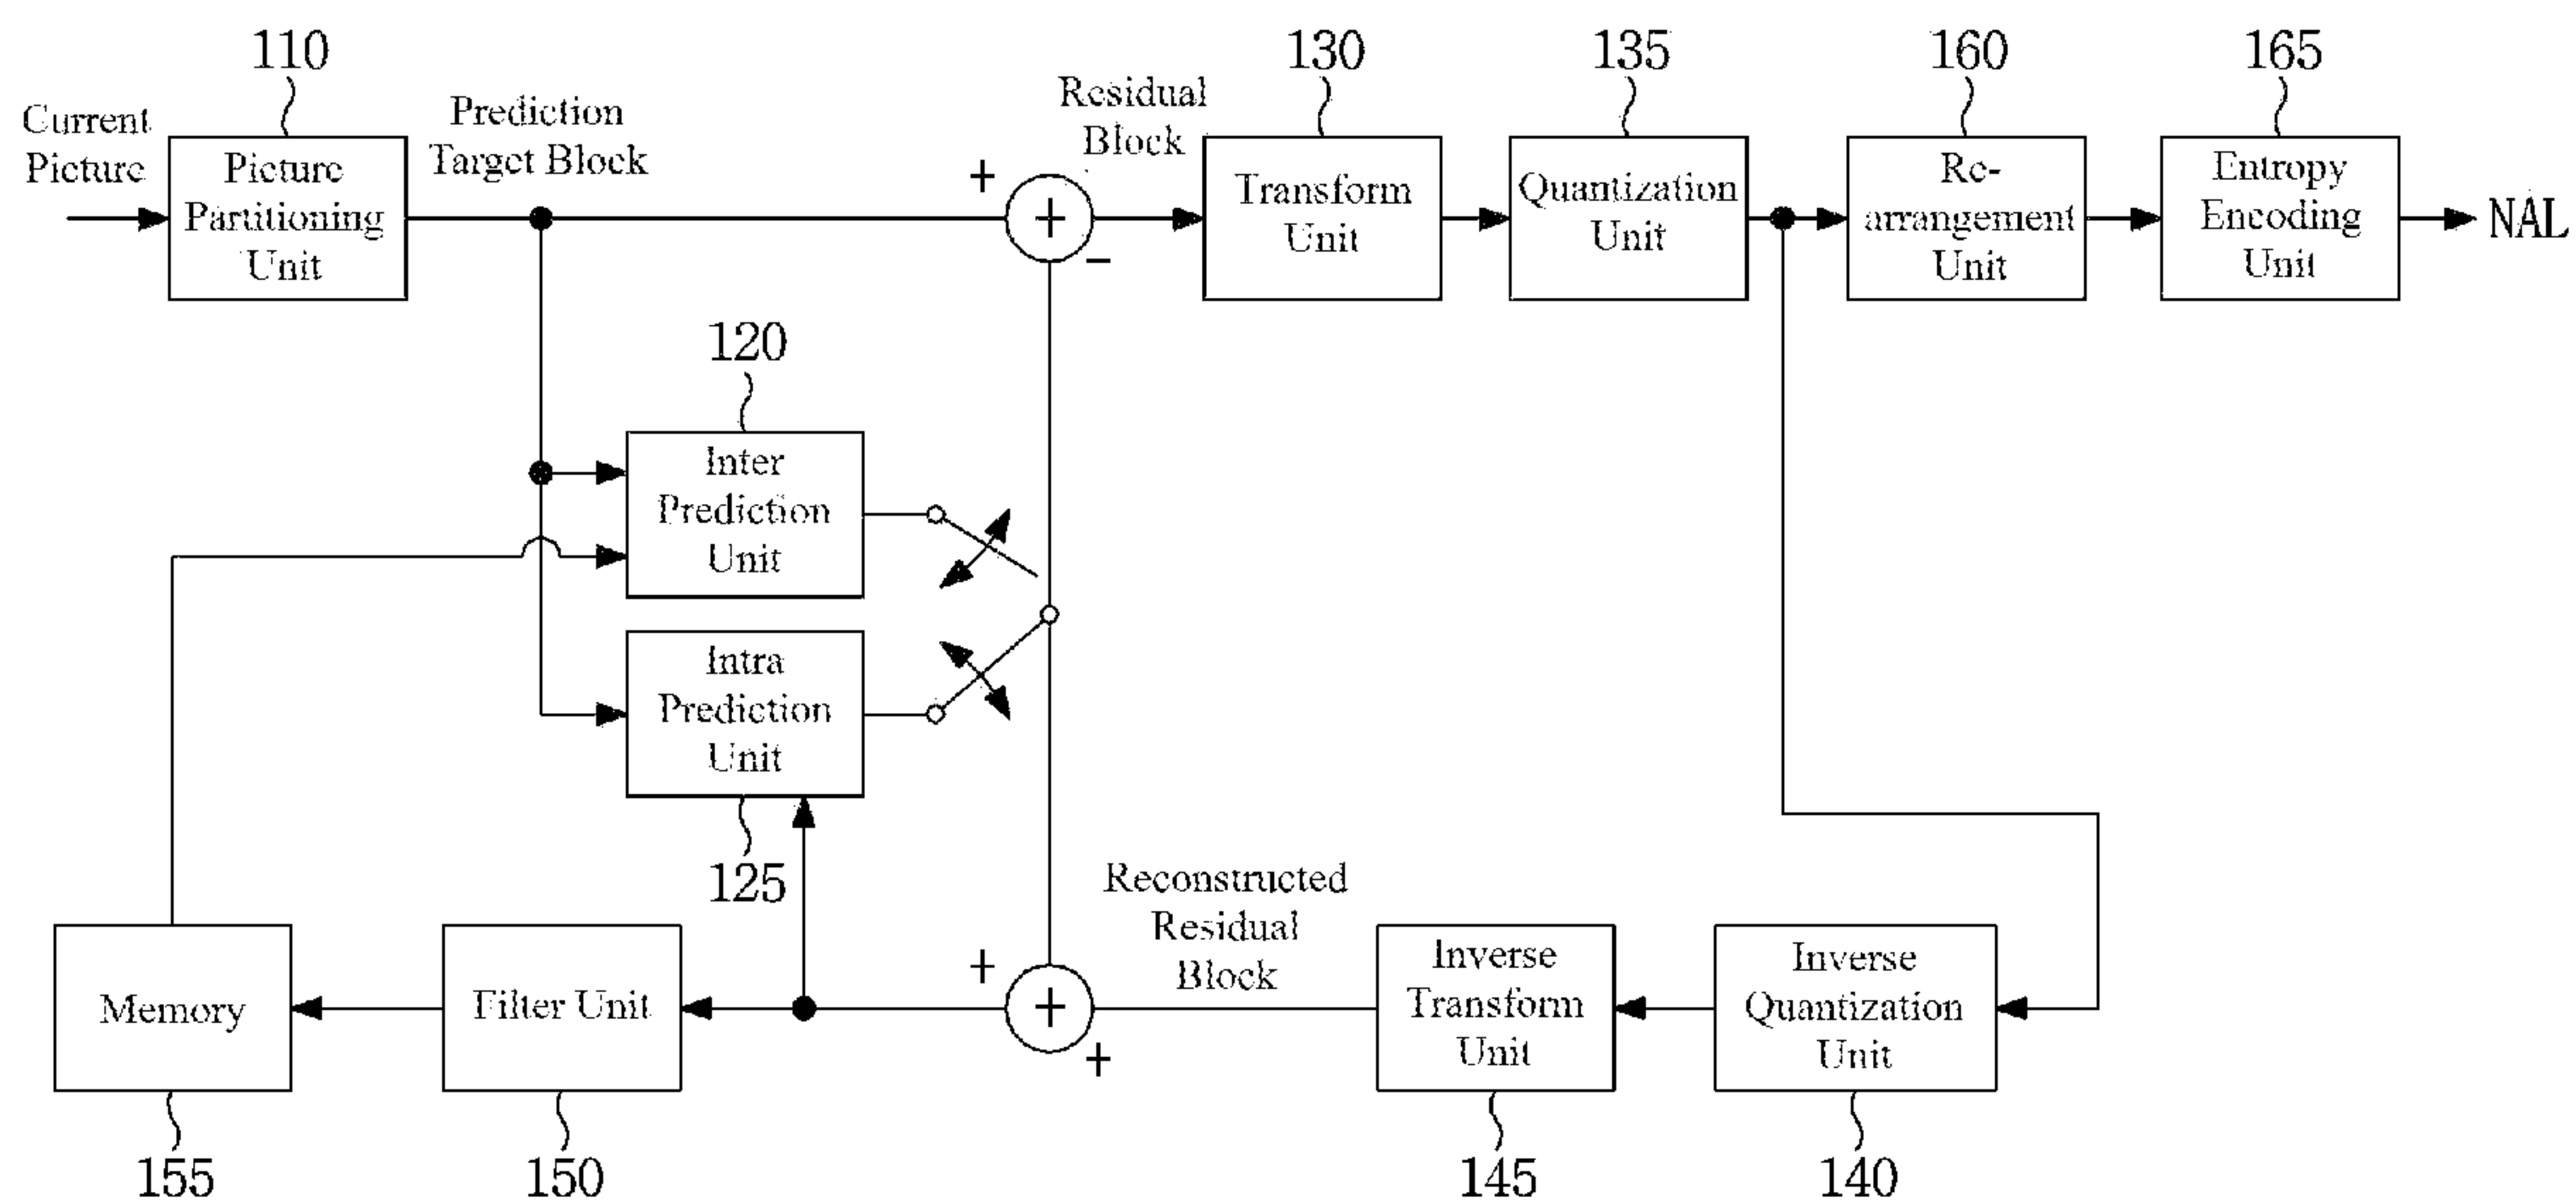 110
130
135
160
165
Current
Picture
Prediction
Target Block
Residual
Block
Picture
Partitioning
Unit
+
+
−
Transform
Unit
Quantization
Unit
Re-
arrangement
Unit
Entropy
Encoding
Unit
NAL
120
Inter
Prediction
Unit
Intra
Prediction
Unit
125
Reconstructed
Residual
Block
Memory
Filter Unit
+
+
+
Inverse
Transform
Unit
Inverse
Quantization
Unit
155
150
145
140